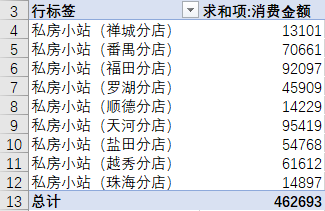 3 行标签 求和项:消费金额
4 私房小站（禅城分店） 13101
5 私房小站（番禺分店） 70661
6 私房小站（福田分店） 92097
7 私房小站（罗湖分店） 45909
8 私房小站（顺德分店） 14229
9 私房小站（天河分店） 95419
10 私房小站（盐田分店） 54768
11 私房小站（越秀分店） 61612
12 私房小站（珠海分店） 14897
13 总计 462693